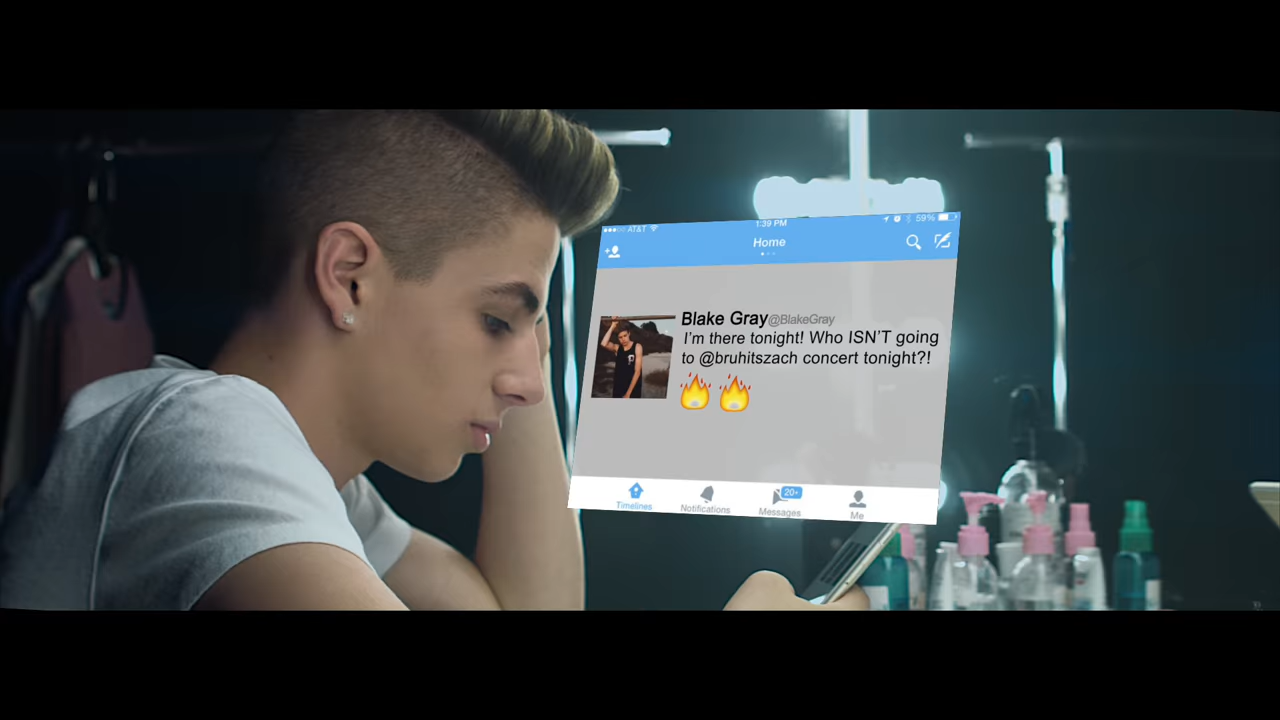 AT&T 1:39 PM 59%
Home
Blake Gray@BlakeGray
I'm there tonight! Who ISN'T going
to @bruhitszach concert tonight?!
20+
Timelines Notifications Messages Me